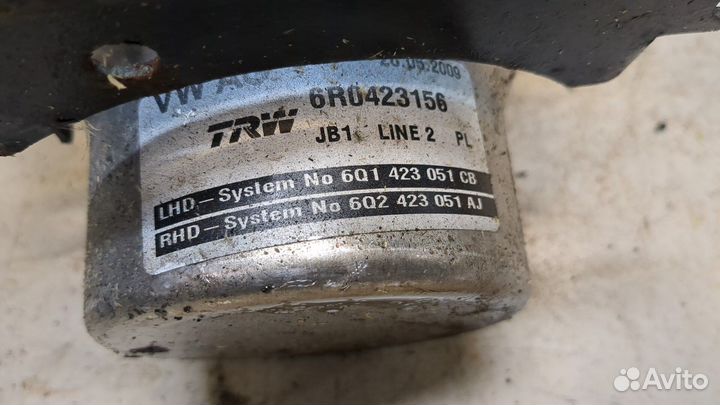 VW AG 20.05.2009
6R0423156
TRW JB1 LINE 2 PL
LHD - System No 6Q1 423 051 CB
RHD - System No 6Q2 423 051 AJ
Avito